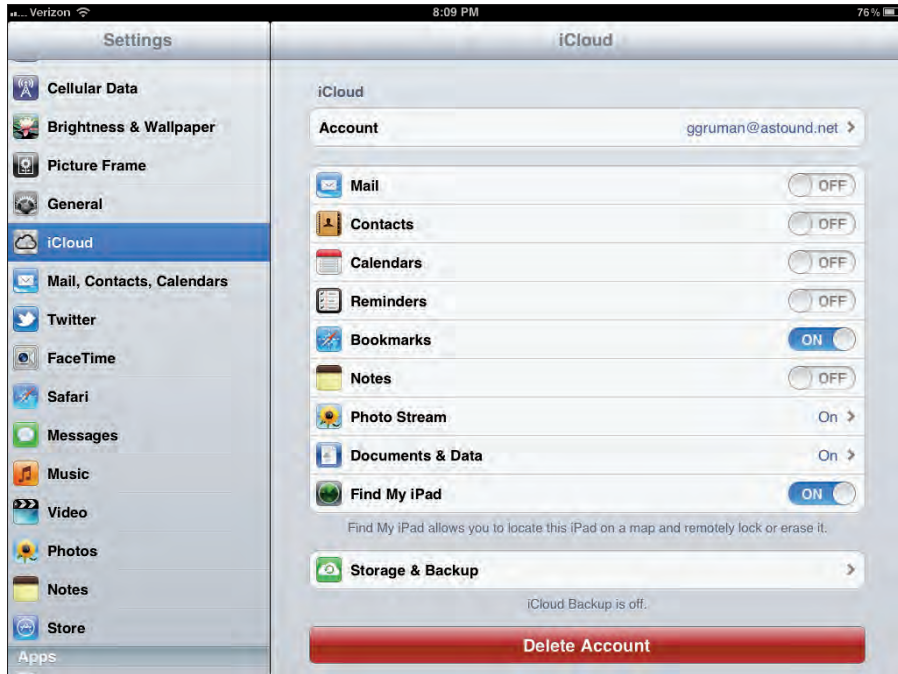 .... Verizon 8:09 PM 76%
Settings
iCloud
Cellular Data
Brightness & Wallpaper
Picture Frame
General
iCloud
Mail, Contacts, Calendars
Twitter
FaceTime
Safari
Messages
Music
Video
Photos
Notes
Store
Apps
iCloud
Account ggruman@astound.net
Mail OFF
Contacts OFF
Calendars OFF
Reminders OFF
Bookmarks ON
Notes OFF
Photo Stream On
Documents & Data On
Find My iPad ON
Find My iPad allows you to locate this iPad on a map and remotely lock or erase it.
Storage & Backup
iCloud Backup is off.
Delete Account